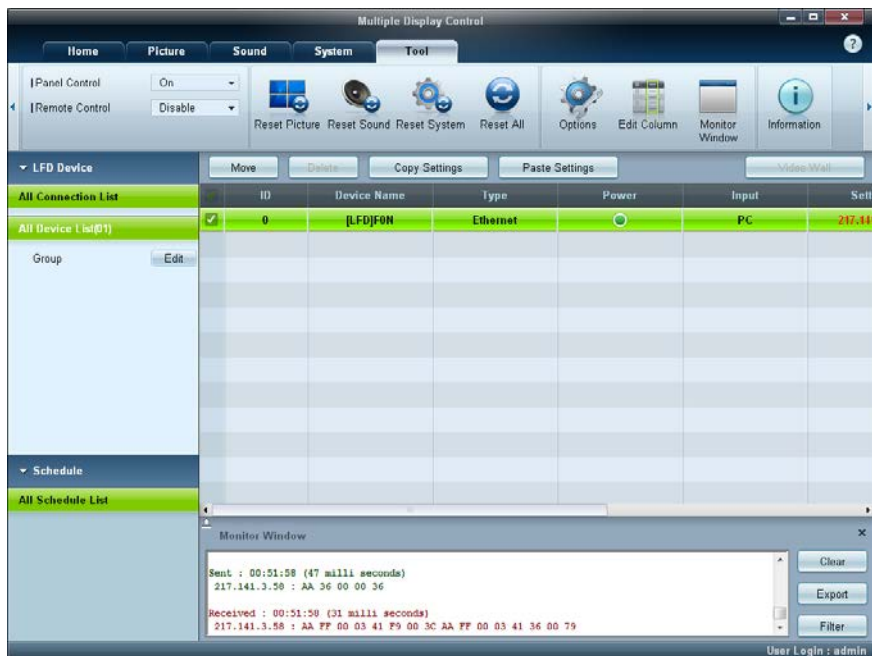 Multiple Display Control
Home Picture Sound System Tool
Panel Control On
Remote Control Disable
Reset Picture Reset Sound Reset System Reset All Options Edit Column Monitor Window Information
LFD Device
Move Delete Copy Settings Paste Settings Video Wall
All Connection List
ID Device Name Type Power Input Sett
All Device List(01)
0 [LFD]F0N Ethernet PC 217.14
Group Edit
Schedule
All Schedule List
Monitor Window
Sent : 00:51:58 (47 milli seconds)
217.141.3.58 : AA 36 00 00 36
Received : 00:51:58 (31 milli seconds)
217.141.3.58 : AA FF 00 03 41 F9 00 3C AA FF 00 03 41 36 00 79
Clear
Export
Filter
User Login : admin